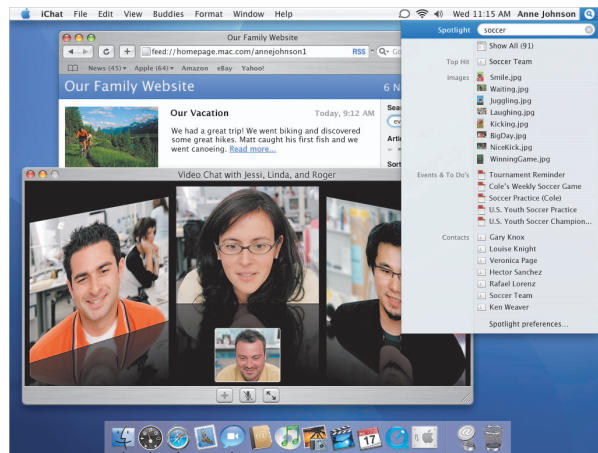 iChat File Edit View Buddies Format Window Help Wed 11:15 AM Anne Johnson
Spotlight soccer
Show All (91)
Top Hit Soccer Team
Images Smile.jpg
Waiting.jpg
Juggling.jpg
Laughing.jpg
Kicking.jpg
BigDay.jpg
NiceKick.jpg
WinningGame.jpg
Events & To Do's Tournament Reminder
Cole's Weekly Soccer Game
Soccer Practice (Cole)
U.S. Youth Soccer Practice
U.S. Youth Soccer Champion...
Contacts Gary Knox
Louise Knight
Veronica Page
Hector Sanchez
Rafael Lorenz
Soccer Team
Ken Weaver
Spotlight preferences...
Our Family Website
feed://homepage.mac.com/annejohnson1 RSS Q- Go
News (45) Apple (64) Amazon eBay Yahoo!
Our Family Website 6 N
Our Vacation Today, 9:12 AM
We had a great trip! We went biking and discovered
some great hikes. Matt caught his first fish and we
went canoeing. Read more...
Sea
ev
Arti
Sort
Video Chat with Jessi, Linda, and Roger
17